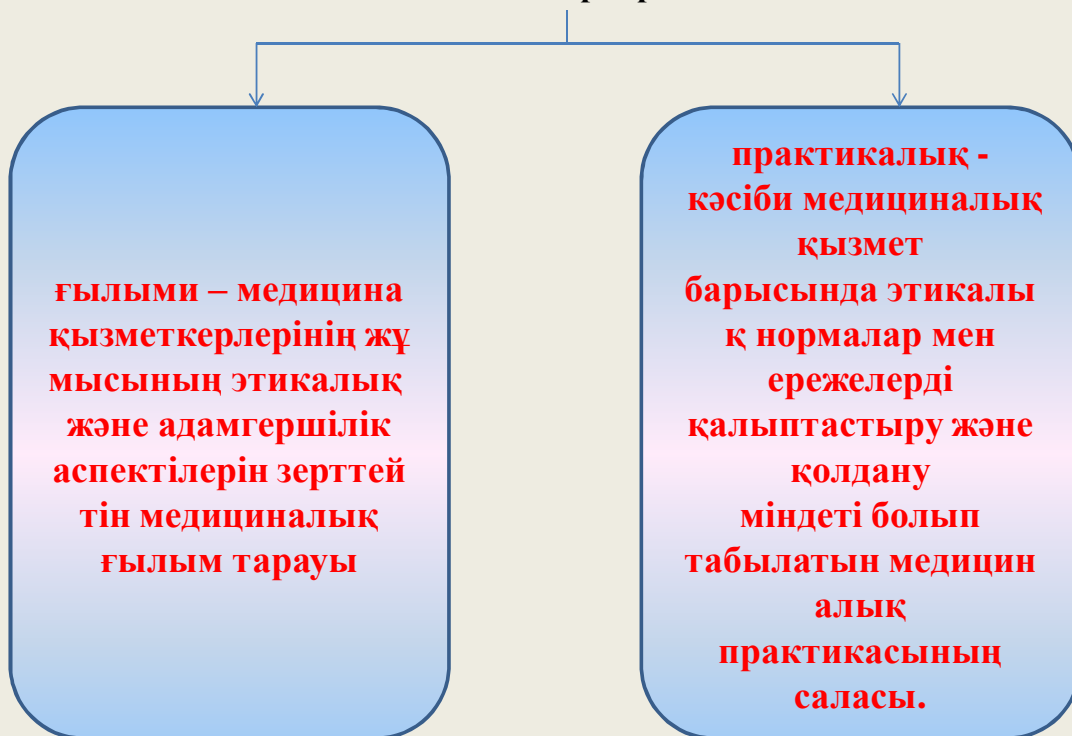 ғылыми – медицина
қызметкерлерінің жұ
мысының этикалық
және адамгершілік
аспектілерін зерттей
тін медициналық
ғылым тарауы
практикалық -
кәсіби медициналық
қызмет
барысында этикалы
қ нормалар мен
ережелерді
қалыптастыру және
қолдану
міндеті болып
табылатын медицин
алық
практикасының
саласы.